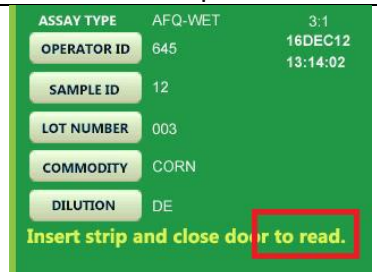 ASSAY TYPE AFQ-WET 3:1
OPERATOR ID 645 16DEC12
13:14:02
SAMPLE ID 12
LOT NUMBER 003
COMMODITY CORN
DILUTION DE
Insert strip and close door to read.